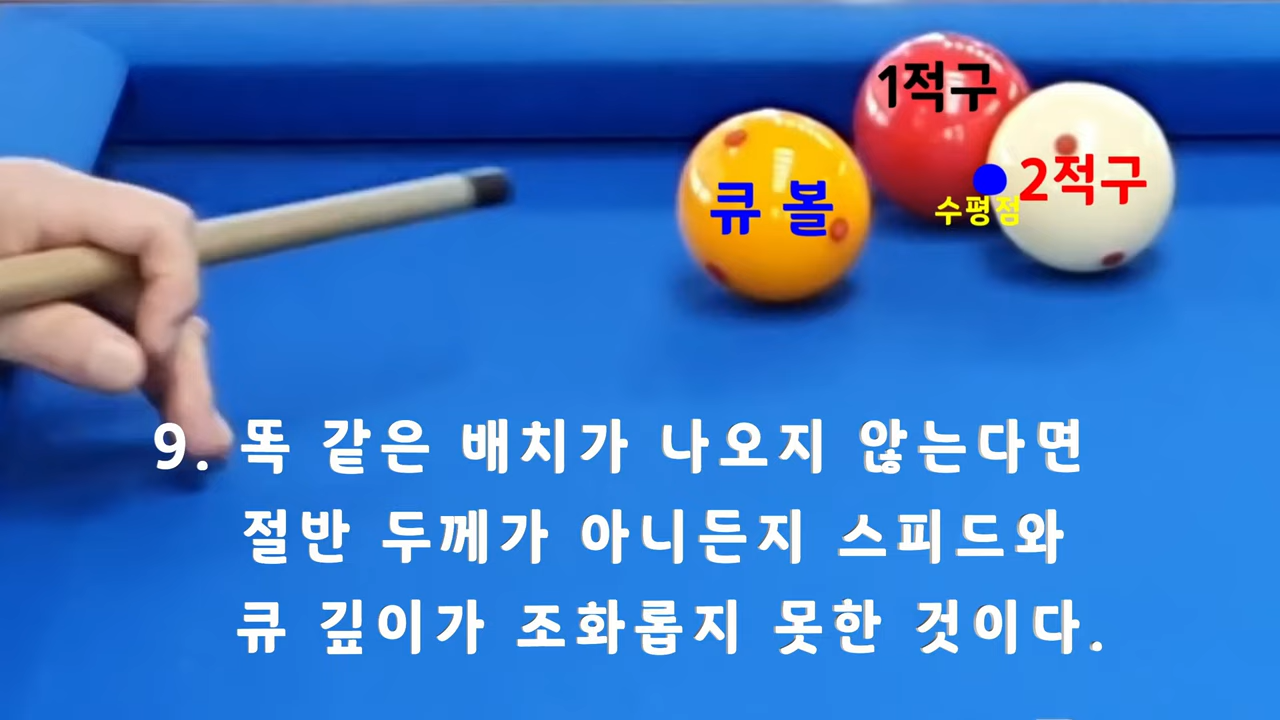 1적구
2적구
큐 볼
수평점
9. 똑 같은 배치가 나오지 않는다면
절반 두께가 아니든지 스피드와
큐 깊이가 조화롭지 못한 것이다.